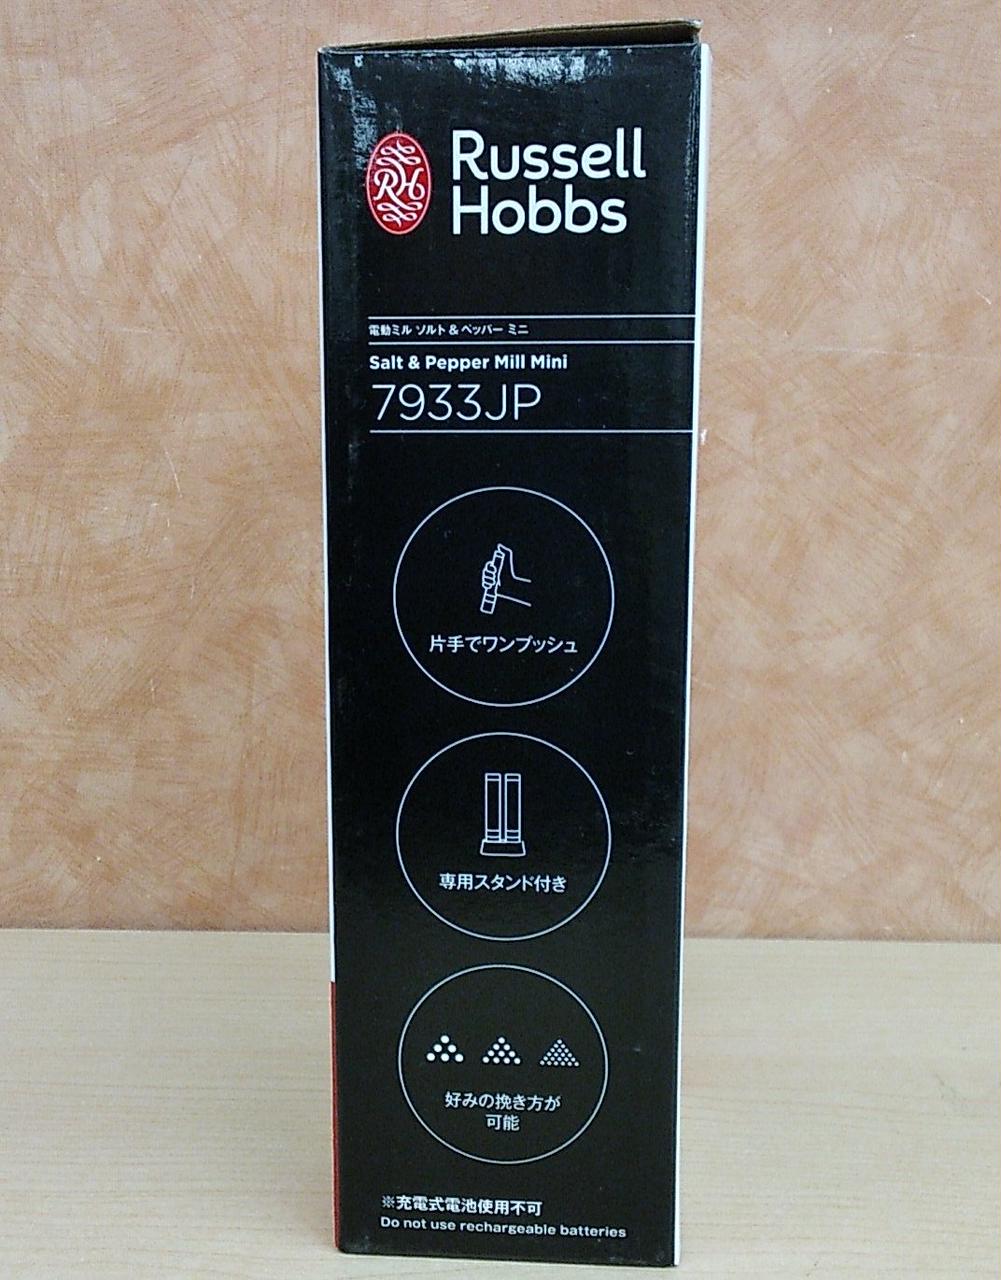 RH
Russell
Hobbs
電動ミル ソルト&ペッパー ミニ
Salt & Pepper Mill Mini
7933JP
片手でワンプッシュ
専用スタンド付き
好みの挽き方が
可能
※充電式電池使用不可
Do not use rechargeable batteries